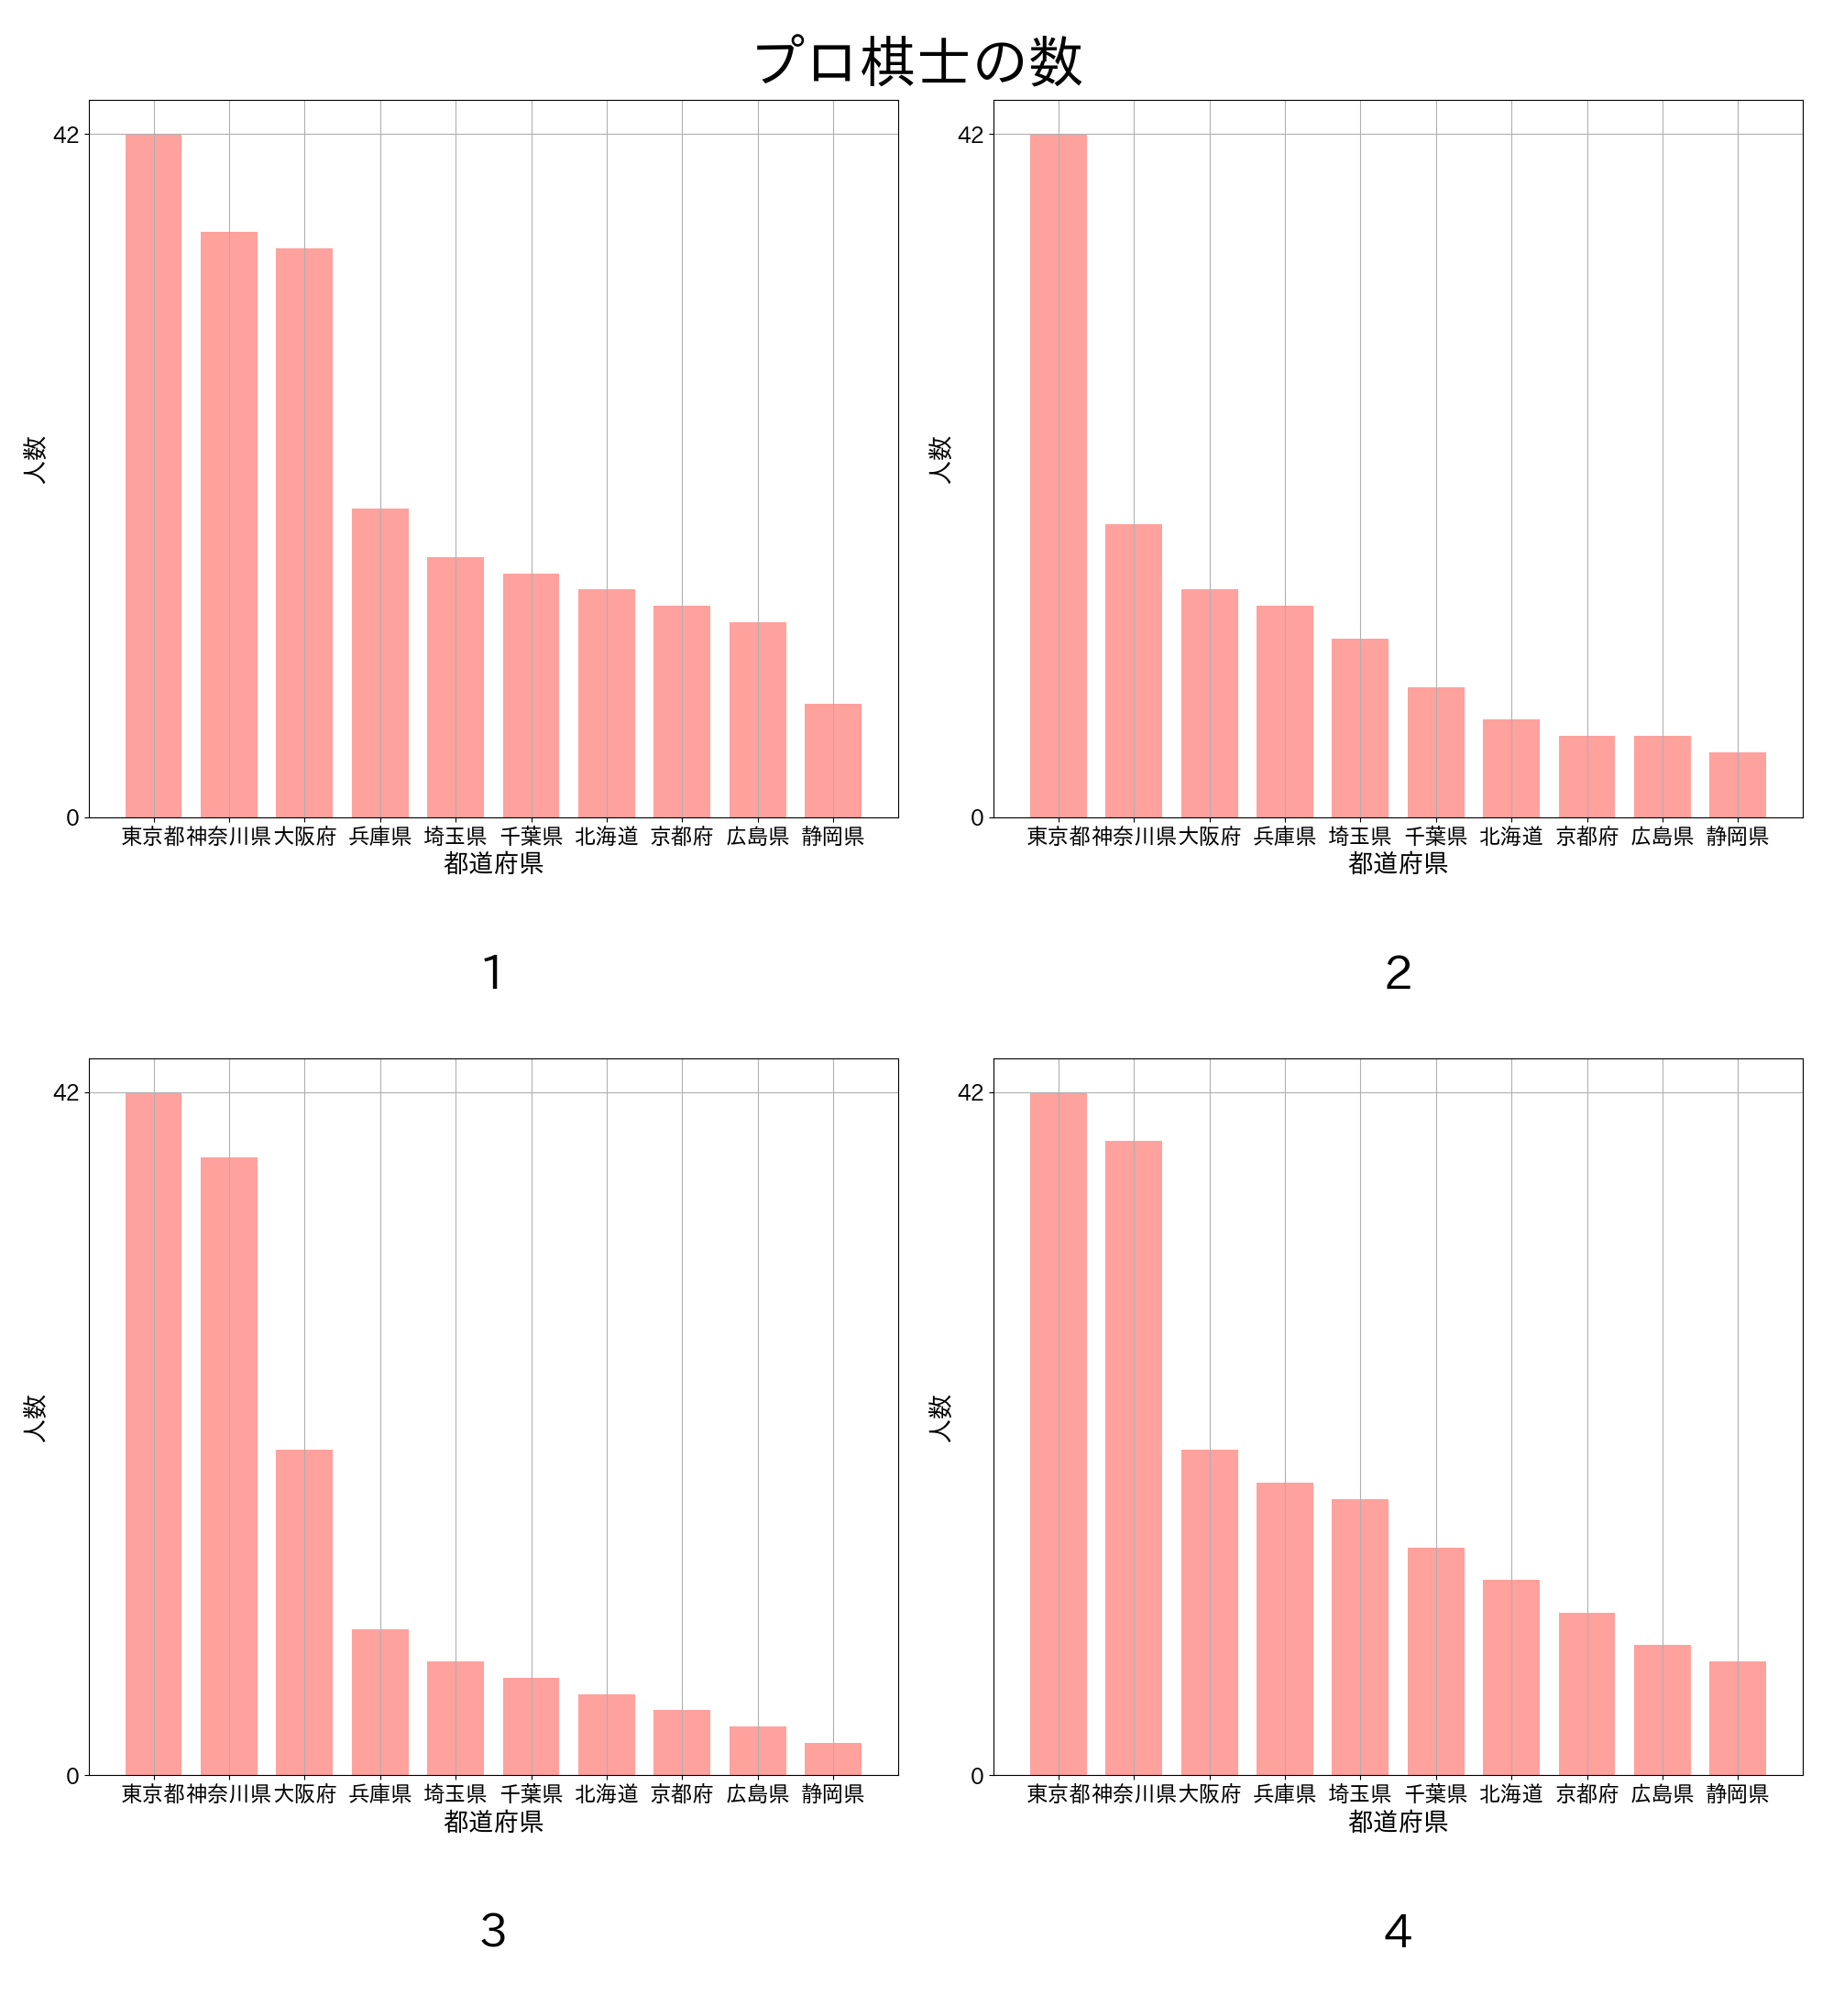 プロ棋士の数
42
0
人数
東京都 神奈川県 大阪府 兵庫県 埼玉県 千葉県 北海道 京都府 広島県 静岡県
都道府県
1
42
0
人数
東京都 神奈川県 大阪府 兵庫県 埼玉県 千葉県 北海道 京都府 広島県 静岡県
都道府県
2
42
0
人数
東京都 神奈川県 大阪府 兵庫県 埼玉県 千葉県 北海道 京都府 広島県 静岡県
都道府県
3
42
0
人数
東京都 神奈川県 大阪府 兵庫県 埼玉県 千葉県 北海道 京都府 広島県 静岡県
都道府県
4